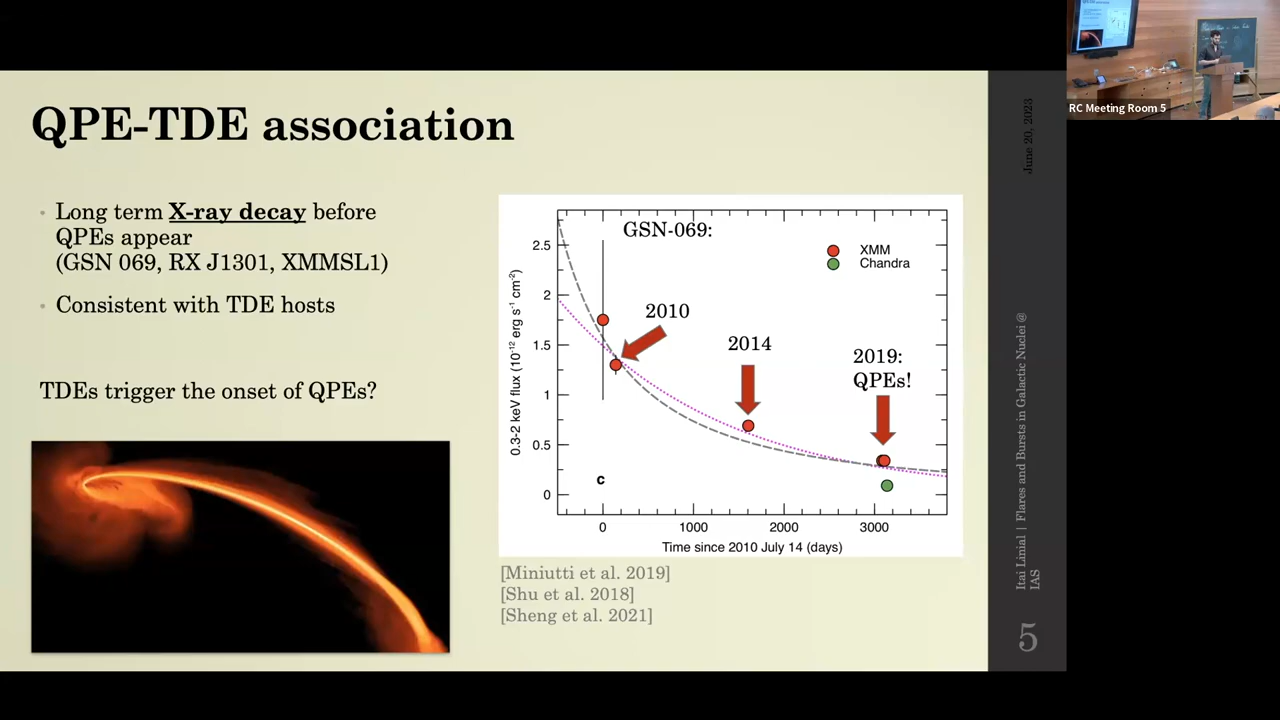 QPE-TDE association
• Long term X-ray decay before
QPEs appear
(GSN 069, RX J1301, XMMSL1)
• Consistent with TDE hosts
TDEs trigger the onset of QPEs?
GSN-069:
XMM
Chandra
2010
2014
2019:
QPEs!
c
0.3-2 keV flux (10⁻¹² erg s⁻¹ cm⁻²)
2.5
2
1.5
1
0.5
0
0 1000 2000 3000
Time since 2010 July 14 (days)
[Miniutti et al. 2019]
[Shu et al. 2018]
[Sheng et al. 2021]
June 20, 2023
Itai Linial | Flares and Bursts in Galactic Nuclei @
IAS
5
RC Meeting Room 5